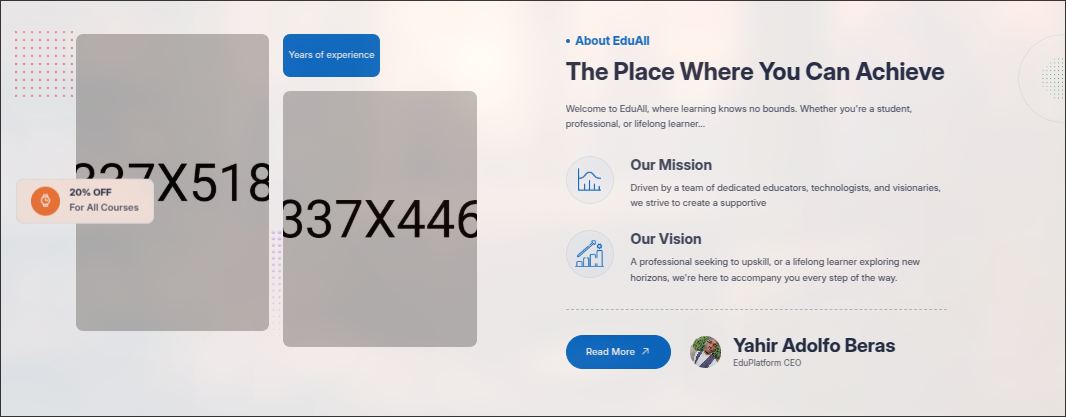 337X518
20% OFF
For All Courses
Years of experience
337X446
About EduAll
The Place Where You Can Achieve
Welcome to EduAll, where learning knows no bounds. Whether you're a student,
professional, or lifelong learner...
Our Mission
Driven by a team of dedicated educators, technologists, and visionaries,
we strive to create a supportive
Our Vision
A professional seeking to upskill, or a lifelong learner exploring new
horizons, we're here to accompany you every step of the way.
Read More
Yahir Adolfo Beras
EduPlatform CEO